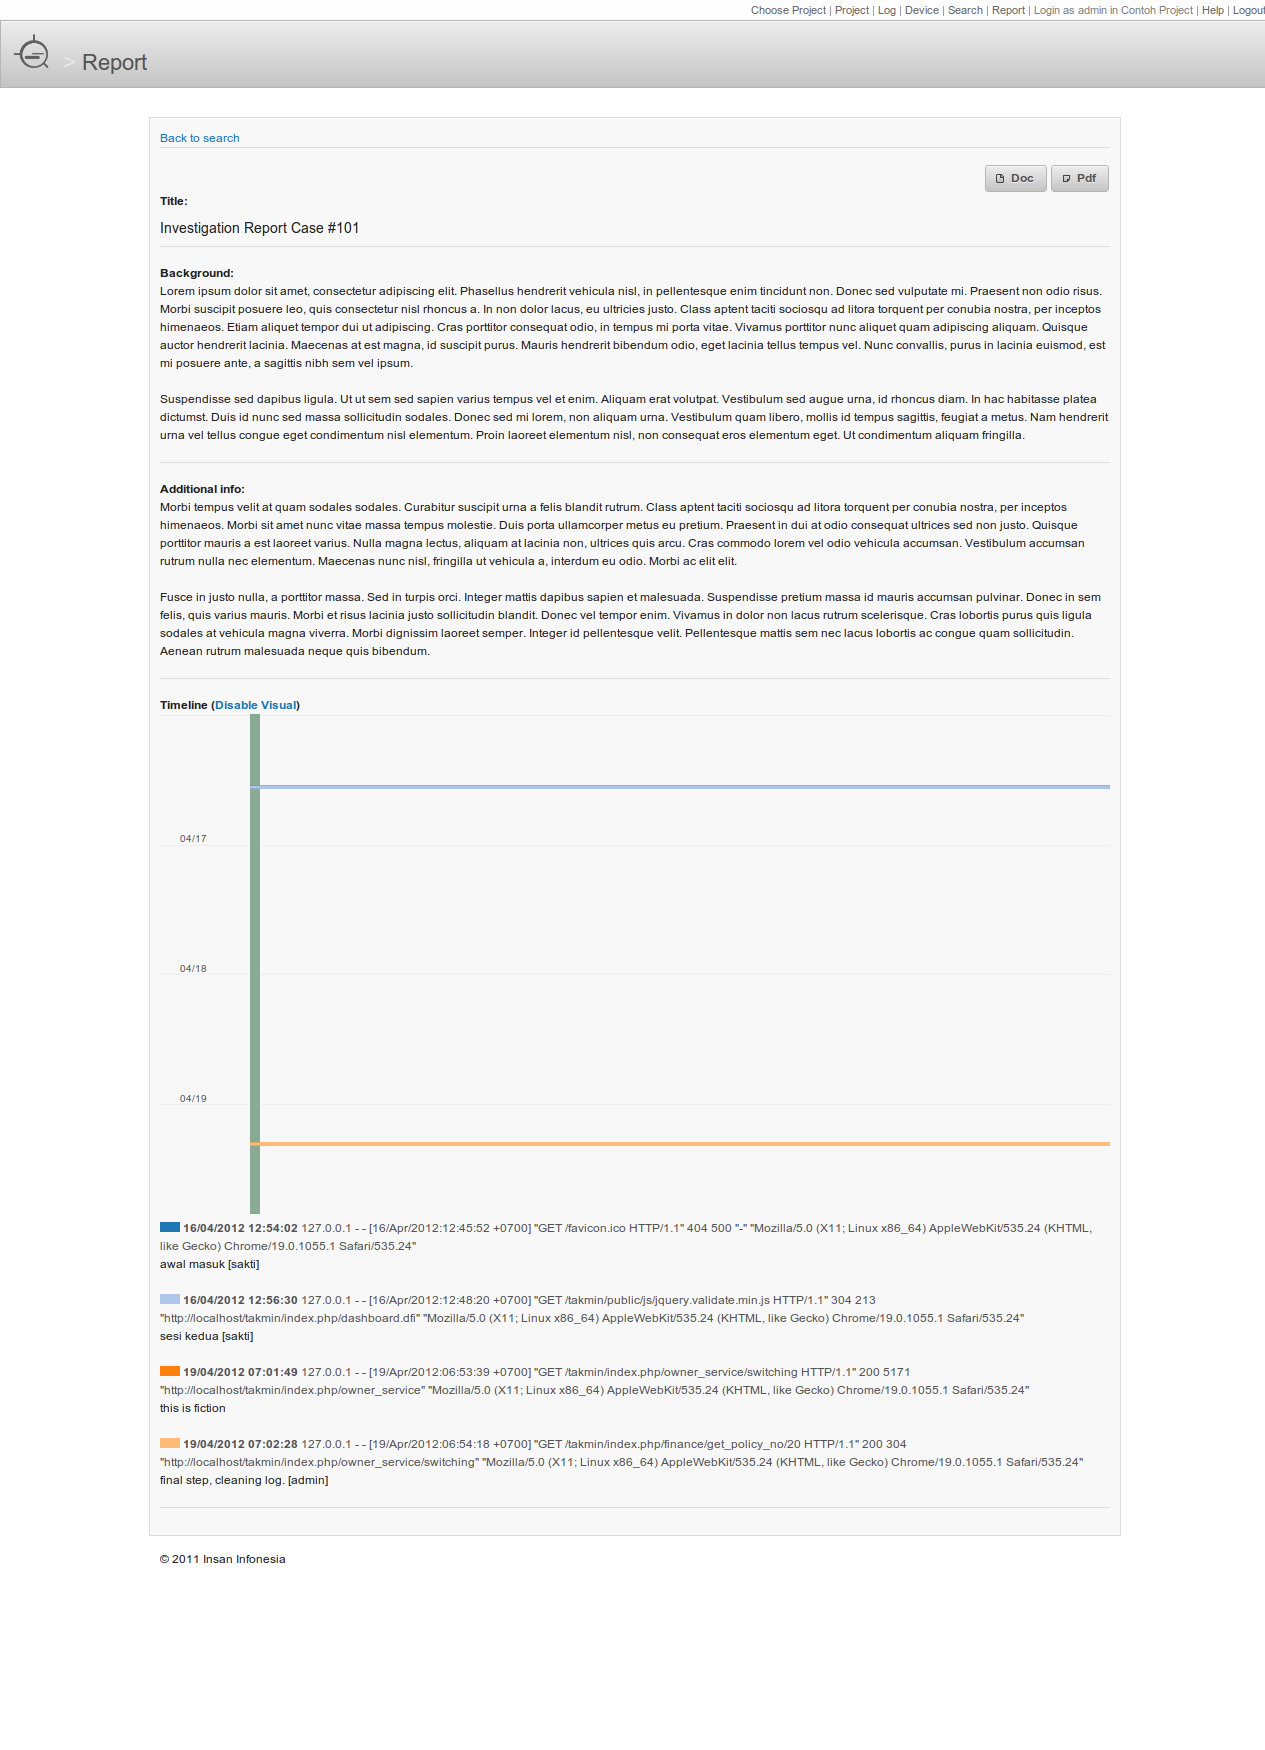 Choose Project | Project | Log | Device | Search | Report | Login as admin in Contoh Project | Help | Logout
> Report
Back to search
Doc Pdf
Title:
Investigation Report Case #101
Background:
Lorem ipsum dolor sit amet, consectetur adipiscing elit. Phasellus hendrerit vehicula nisl, in pellentesque enim tincidunt non. Donec sed vulputate mi. Praesent non odio risus.
Morbi suscipit posuere leo, quis consectetur nisl rhoncus a. In non dolor lacus, eu ultricies justo. Class aptent taciti sociosqu ad litora torquent per conubia nostra, per inceptos
himenaeos. Etiam aliquet tempor dui ut adipiscing. Cras porttitor consequat odio, in tempus mi porta vitae. Vivamus porttitor nunc aliquet quam adipiscing aliquam. Quisque
auctor hendrerit lacinia. Maecenas at est magna, id suscipit purus. Mauris hendrerit bibendum odio, eget lacinia tellus tempus vel. Nunc convallis, purus in lacinia euismod, est
mi posuere ante, a sagittis nibh sem vel ipsum.
Suspendisse sed dapibus ligula. Ut ut sem sed sapien varius tempus vel et enim. Aliquam erat volutpat. Vestibulum sed augue urna, id rhoncus diam. In hac habitasse platea
dictumst. Duis id nunc sed massa sollicitudin sodales. Donec sed mi lorem, non aliquam urna. Vestibulum quam libero, mollis id tempus sagittis, feugiat a metus. Nam hendrerit
urna vel tellus congue eget condimentum nisl elementum. Proin laoreet elementum nisl, non consequat eros elementum eget. Ut condimentum aliquam fringilla.
Additional info:
Morbi tempus velit at quam sodales sodales. Curabitur suscipit urna a felis blandit rutrum. Class aptent taciti sociosqu ad litora torquent per conubia nostra, per inceptos
himenaeos. Morbi sit amet nunc vitae massa tempus molestie. Duis porta ullamcorper metus eu pretium. Praesent in dui at odio consequat ultrices sed non justo. Quisque
porttitor mauris a est laoreet varius. Nulla magna lectus, aliquam at lacinia non, ultrices quis arcu. Cras commodo lorem vel odio vehicula accumsan. Vestibulum accumsan
rutrum nulla nec elementum. Maecenas nunc nisl, fringilla ut vehicula a, interdum eu odio. Morbi ac elit elit.
Fusce in justo nulla, a porttitor massa. Sed in turpis orci. Integer mattis dapibus sapien et malesuada. Suspendisse pretium massa id mauris accumsan pulvinar. Donec in sem
felis, quis varius mauris. Morbi et risus lacinia justo sollicitudin blandit. Donec vel tempor enim. Vivamus in dolor non lacus rutrum scelerisque. Cras lobortis purus quis ligula
sodales at vehicula magna viverra. Morbi dignissim laoreet semper. Integer id pellentesque velit. Pellentesque mattis sem nec lacus lobortis ac congue quam sollicitudin.
Aenean rutrum malesuada neque quis bibendum.
Timeline (Disable Visual)
04/17
04/18
04/19
16/04/2012 12:54:02 127.0.0.1 - - [16/Apr/2012:12:45:52 +0700] "GET /favicon.ico HTTP/1.1" 404 500 "-" "Mozilla/5.0 (X11; Linux x86_64) AppleWebKit/535.24 (KHTML,
like Gecko) Chrome/19.0.1055.1 Safari/535.24"
awal masuk [sakti]
16/04/2012 12:56:30 127.0.0.1 - - [16/Apr/2012:12:48:20 +0700] "GET /takmin/public/js/jquery.validate.min.js HTTP/1.1" 304 213
"http://localhost/takmin/index.php/dashboard.dfi" "Mozilla/5.0 (X11; Linux x86_64) AppleWebKit/535.24 (KHTML, like Gecko) Chrome/19.0.1055.1 Safari/535.24"
sesi kedua [sakti]
19/04/2012 07:01:49 127.0.0.1 - - [19/Apr/2012:06:53:39 +0700] "GET /takmin/index.php/owner_service/switching HTTP/1.1" 200 5171
"http://localhost/takmin/index.php/owner_service" "Mozilla/5.0 (X11; Linux x86_64) AppleWebKit/535.24 (KHTML, like Gecko) Chrome/19.0.1055.1 Safari/535.24"
this is fiction
19/04/2012 07:02:28 127.0.0.1 - - [19/Apr/2012:06:54:18 +0700] "GET /takmin/index.php/finance/get_policy_no/20 HTTP/1.1" 200 304
"http://localhost/takmin/index.php/owner_service/switching" "Mozilla/5.0 (X11; Linux x86_64) AppleWebKit/535.24 (KHTML, like Gecko) Chrome/19.0.1055.1 Safari/535.24"
final step, cleaning log. [admin]
© 2011 Insan Infonesia